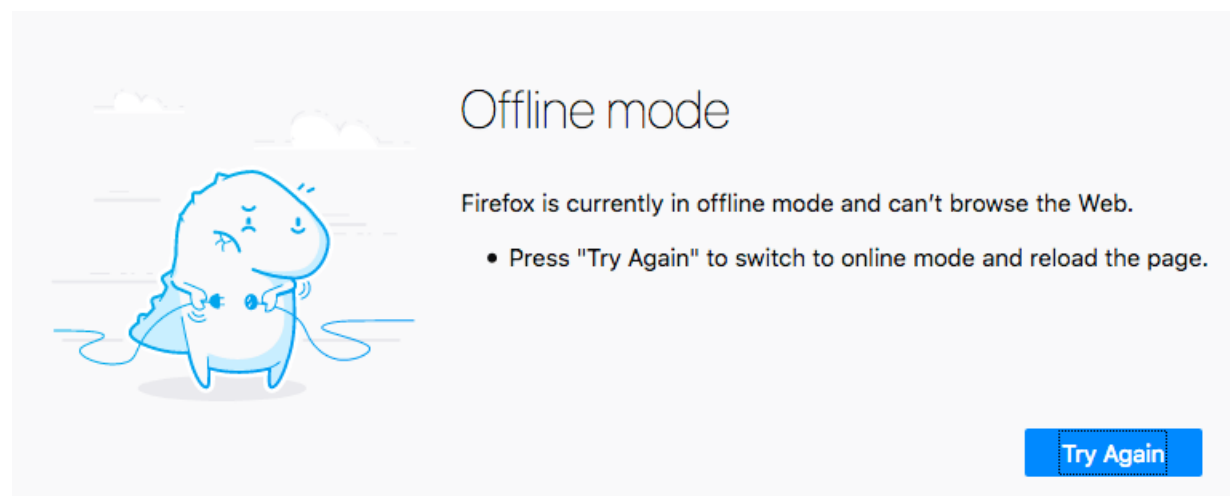 Offline mode
Firefox is currently in offline mode and can’t browse the Web.
• Press "Try Again" to switch to online mode and reload the page.
Try Again